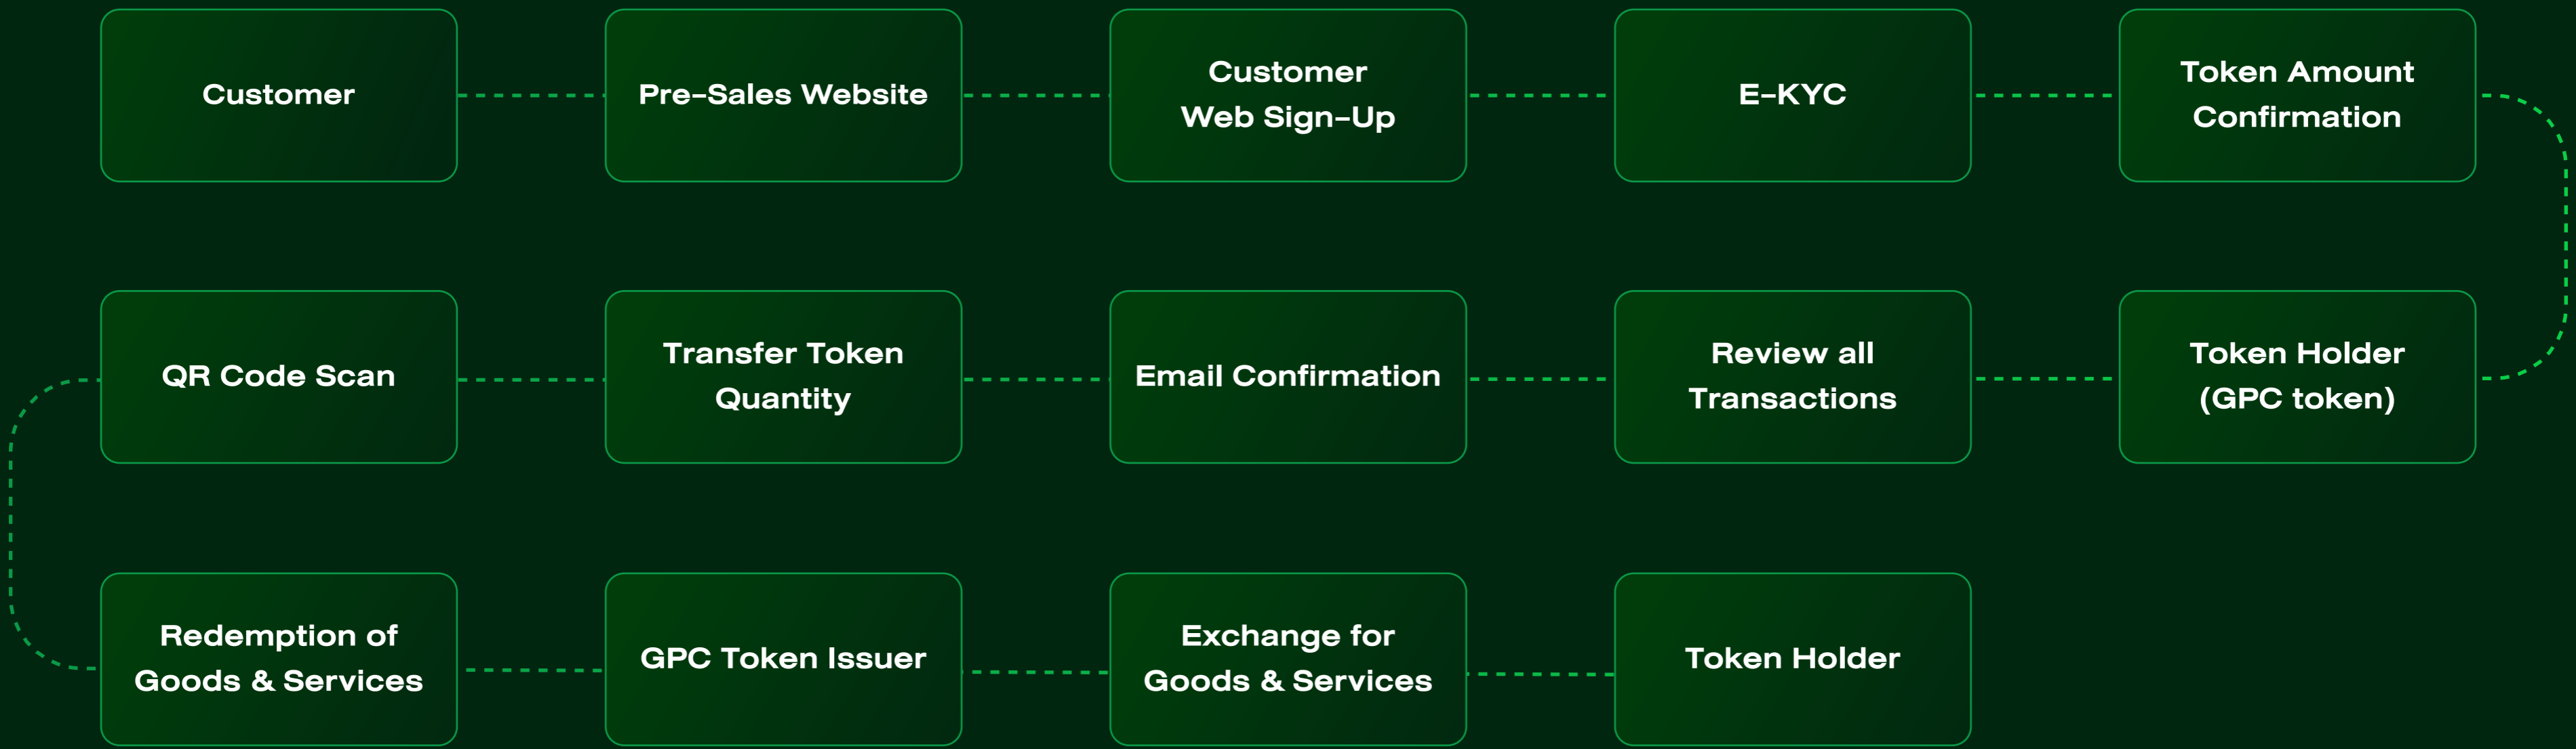 Customer
Pre-Sales Website
Customer
Web Sign-Up
E-KYC
Token Amount
Confirmation
QR Code Scan
Transfer Token
Quantity
Email Confirmation
Review all
Transactions
Token Holder
(GPC token)
Redemption of
Goods & Services
GPC Token Issuer
Exchange for
Goods & Services
Token Holder